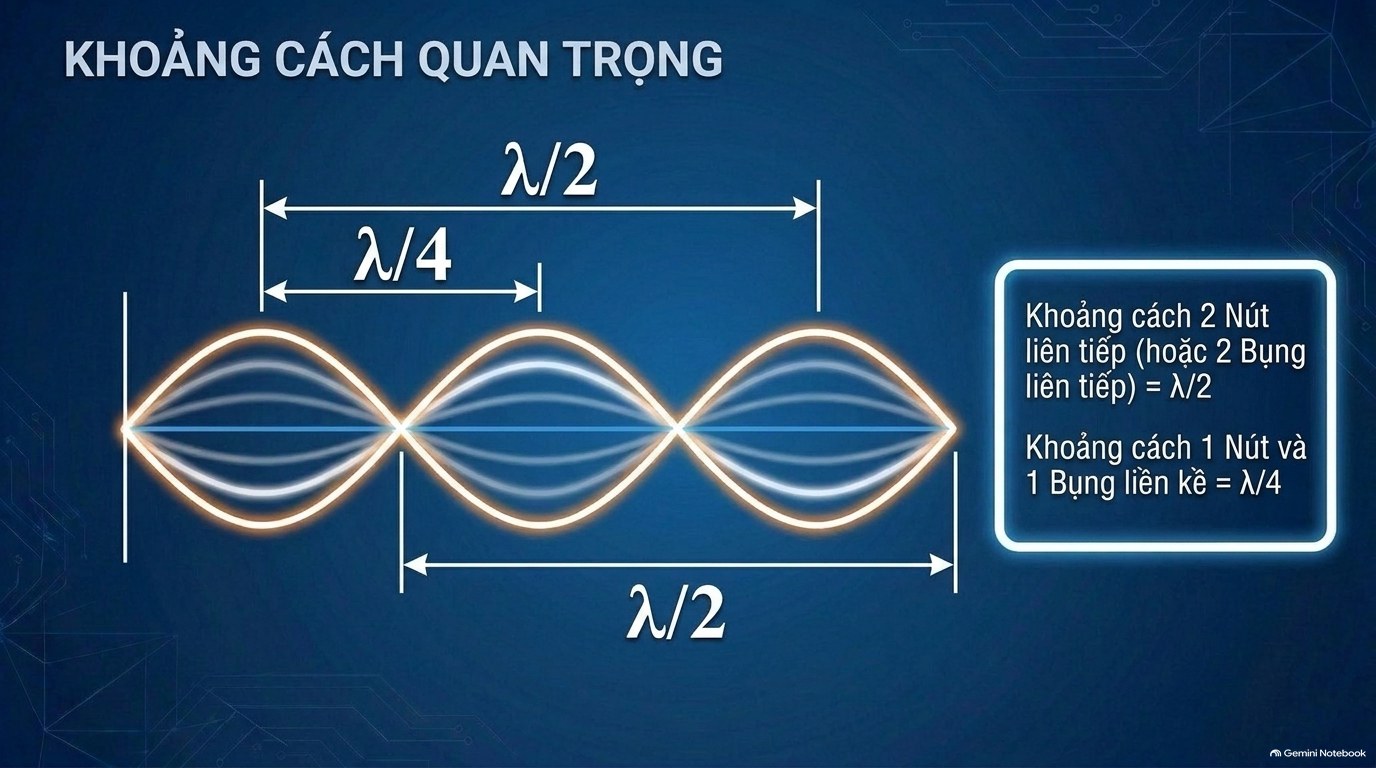 KHOẢNG CÁCH QUAN TRỌNG
λ/2
λ/4
Khoảng cách 2 Nút
liên tiếp (hoặc 2 Bụng
liên tiếp) = λ/2
Khoảng cách 1 Nút và
1 Bụng liền kề = λ/4
λ/2
Gemini Notebook